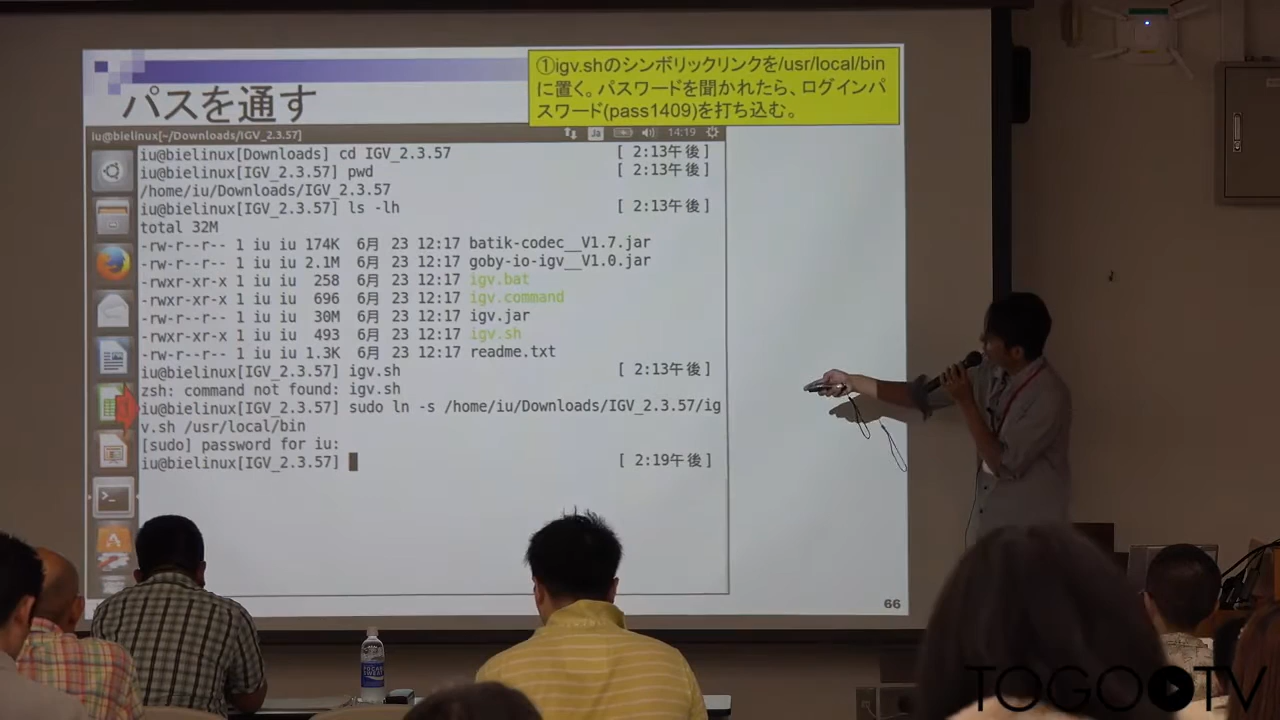 パスを通す
①igv.shのシンボリックリンクを/usr/local/bin
に置く。パスワードを聞かれたら、ログインパ
スワード(pass1409)を打ち込む。
iu@bielinux[~/Downloads/IGV_2.3.57] Ja 14:19
iu@bielinux[Downloads] cd IGV_2.3.57 [ 2:13午後]
iu@bielinux[IGV_2.3.57] pwd [ 2:13午後]
/home/iu/Downloads/IGV_2.3.57
iu@bielinux[IGV_2.3.57] ls -lh [ 2:13午後]
total 32M
-rw-r--r-- 1 iu iu 174K 6月 23 12:17 batik-codec__V1.7.jar
-rw-r--r-- 1 iu iu 2.1M 6月 23 12:17 goby-io-igv__V1.0.jar
-rwxr-xr-x 1 iu iu 258 6月 23 12:17 igv.bat
-rwxr-xr-x 1 iu iu 696 6月 23 12:17 igv.command
-rw-r--r-- 1 iu iu 30M 6月 23 12:17 igv.jar
-rwxr-xr-x 1 iu iu 493 6月 23 12:17 igv.sh
-rw-r--r-- 1 iu iu 1.3K 6月 23 12:17 readme.txt
iu@bielinux[IGV_2.3.57] igv.sh [ 2:13午後]
zsh: command not found: igv.sh
iu@bielinux[IGV_2.3.57] sudo ln -s /home/iu/Downloads/IGV_2.3.57/ig
v.sh /usr/local/bin
[sudo] password for iu:
iu@bielinux[IGV_2.3.57] [ 2:19午後]
66
POCARI
SWEAT
TOGO TV